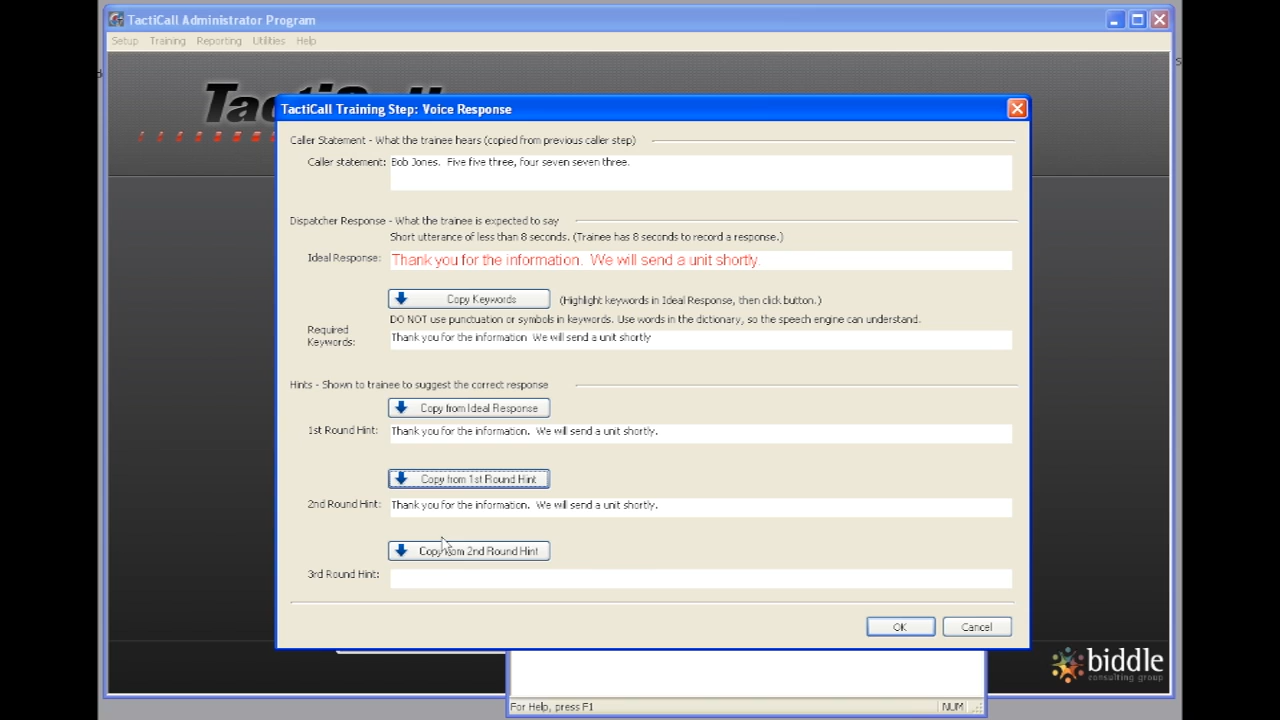 TactiCall Administrator Program
Setup Training Reporting Utilities Help
TactiCall Training Step: Voice Response
Caller Statement - What the trainee hears (copied from previous caller step)
Caller statement: Bob Jones.  Five five three, four seven seven three.
Dispatcher Response - What the trainee is expected to say
Short utterance of less than 8 seconds. (Trainee has 8 seconds to record a response.)
Ideal Response: Thank you for the information.  We will send a unit shortly.
Copy Keywords (Highlight keywords in Ideal Response, then click button.)
DO NOT use punctuation or symbols in keywords. Use words in the dictionary, so the speech engine can understand.
Required
Keywords: Thank you for the information  We will send a unit shortly
Hints - Shown to trainee to suggest the correct response
Copy from Ideal Response
1st Round Hint: Thank you for the information.  We will send a unit shortly.
Copy from 1st Round Hint
2nd Round Hint: Thank you for the information.  We will send a unit shortly.
Copy from 2nd Round Hint
3rd Round Hint:
OK Cancel
biddle
consulting group
For Help, press F1 NUM